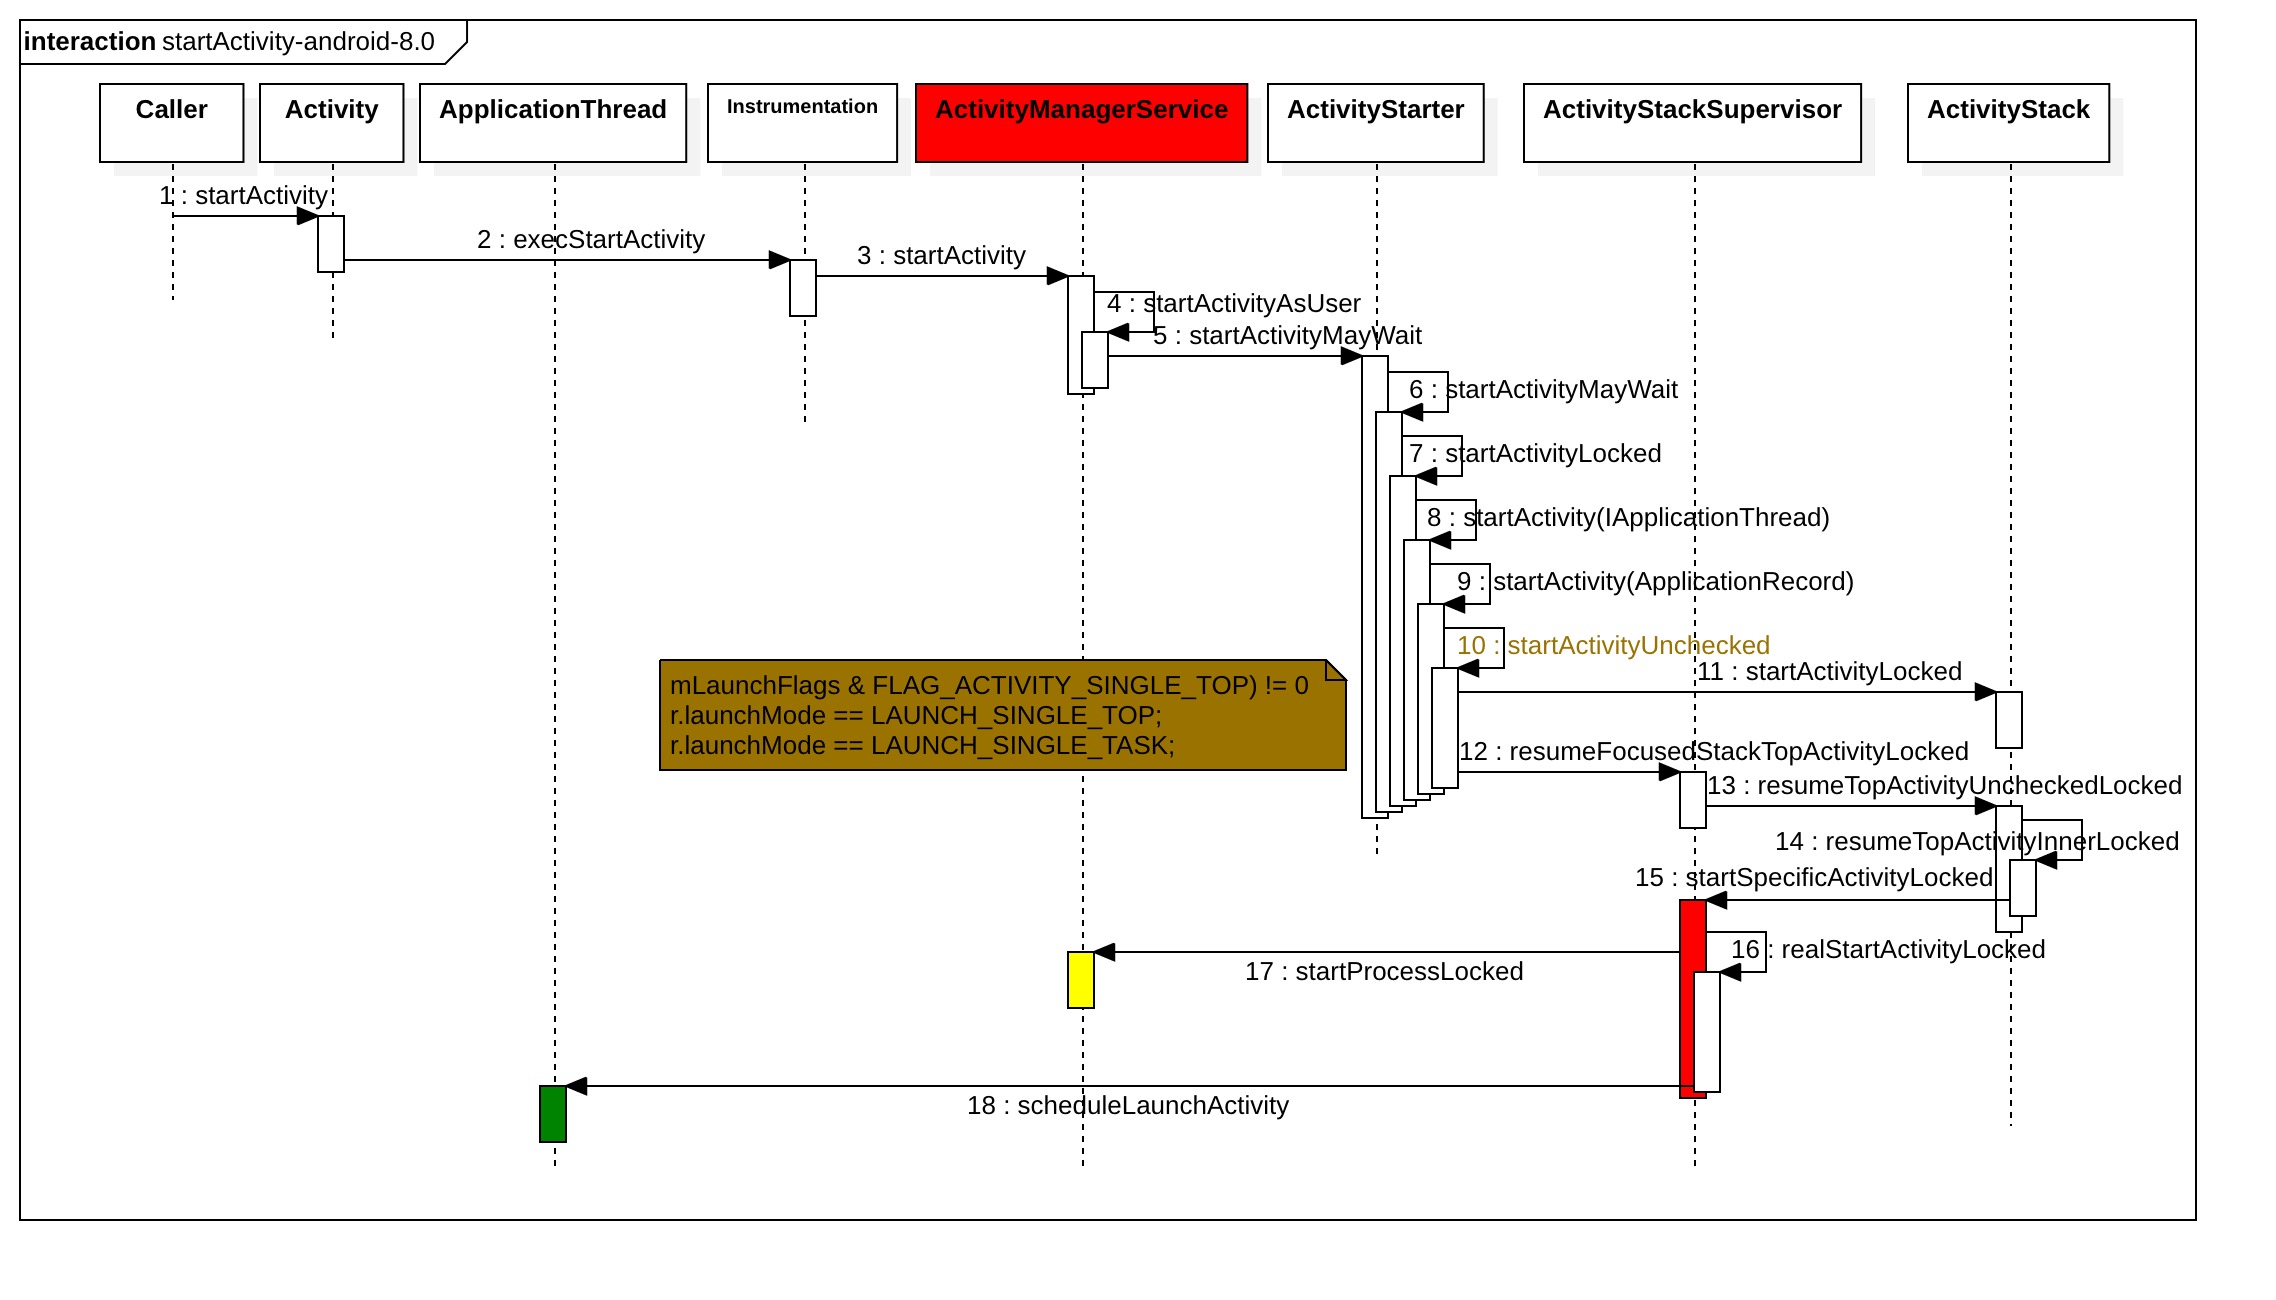 interaction startActivity-android-8.0
Caller
Activity
ApplicationThread
Instrumentation
ActivityManagerService
ActivityStarter
ActivityStackSupervisor
ActivityStack
1 : startActivity
2 : execStartActivity
3 : startActivity
4 : startActivityAsUser
5 : startActivityMayWait
6 : startActivityMayWait
7 : startActivityLocked
8 : startActivity(IApplicationThread)
9 : startActivity(ApplicationRecord)
10 : startActivityUnchecked
11 : startActivityLocked
mLaunchFlags & FLAG_ACTIVITY_SINGLE_TOP) != 0
r.launchMode == LAUNCH_SINGLE_TOP;
r.launchMode == LAUNCH_SINGLE_TASK;
12 : resumeFocusedStackTopActivityLocked
13 : resumeTopActivityUncheckedLocked
14 : resumeTopActivityInnerLocked
15 : startSpecificActivityLocked
16 : realStartActivityLocked
17 : startProcessLocked
18 : scheduleLaunchActivity